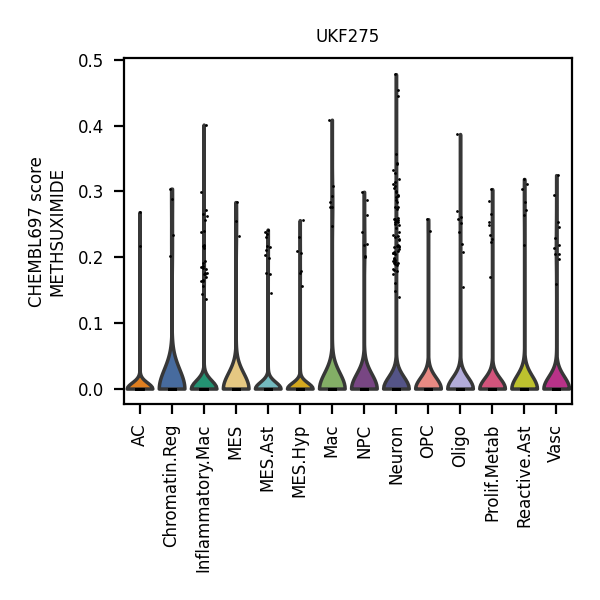 UKF275
CHEMBL697 score
METHSUXIMIDE
0.5
0.4
0.3
0.2
0.1
0.0
AC
Chromatin.Reg
Inflammatory.Mac
MES
MES.Ast
MES.Hyp
Mac
NPC
Neuron
OPC
Oligo
Prolif.Metab
Reactive.Ast
Vasc